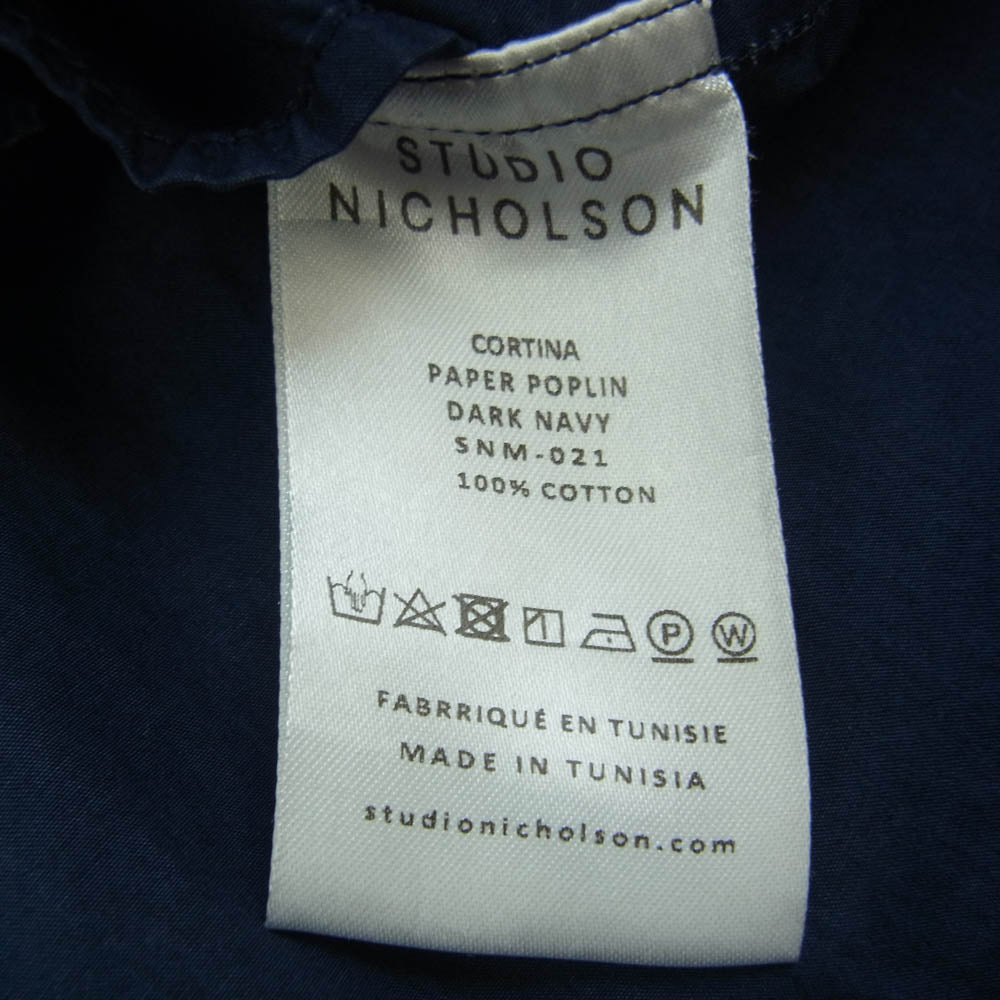 STUDIO
NICHOLSON
CORTINA
PAPER POPLIN
DARK NAVY
SNM-021
100% COTTON
P W
FABRRIQUÉ EN TUNISIE
MADE IN TUNISIA
studionicholson.com